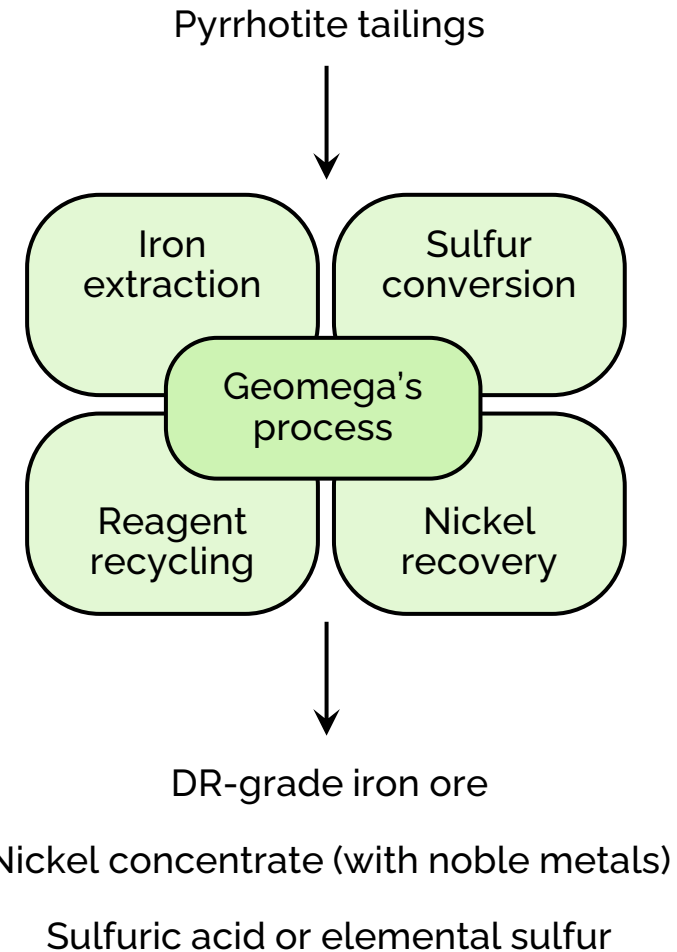 Pyrrhotite tailings
Iron
extraction
Sulfur
conversion
Geomega's
process
Reagent
recycling
Nickel
recovery
DR-grade iron ore
Nickel concentrate (with noble metals)
Sulfuric acid or elemental sulfur